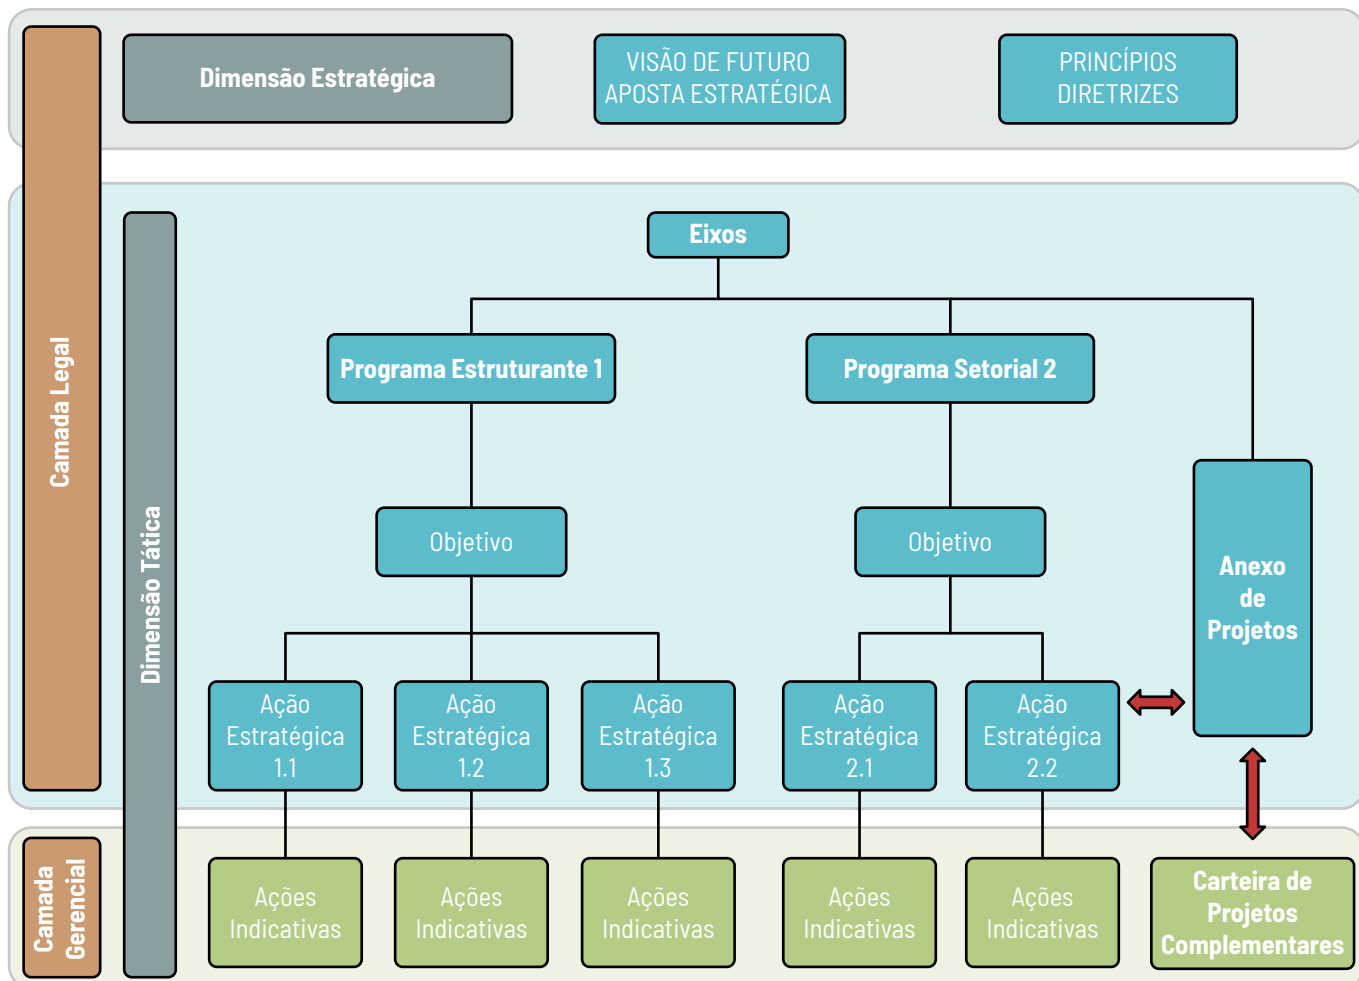 Dimensão Estratégica
VISÃO DE FUTURO
APOSTA ESTRATÉGICA
PRINCÍPIOS
DIRETRIZES
Camada Legal
Dimensão Tática
Eixos
Programa Estruturante 1
Programa Setorial 2
Objetivo
Objetivo
Anexo
de
Projetos
Ação
Estratégica
1.1
Ação
Estratégica
1.2
Ação
Estratégica
1.3
Ação
Estratégica
2.1
Ação
Estratégica
2.2
Camada
Gerencial
Ações
Indicativas
Ações
Indicativas
Ações
Indicativas
Ações
Indicativas
Ações
Indicativas
Carteira de
Projetos
Complementares